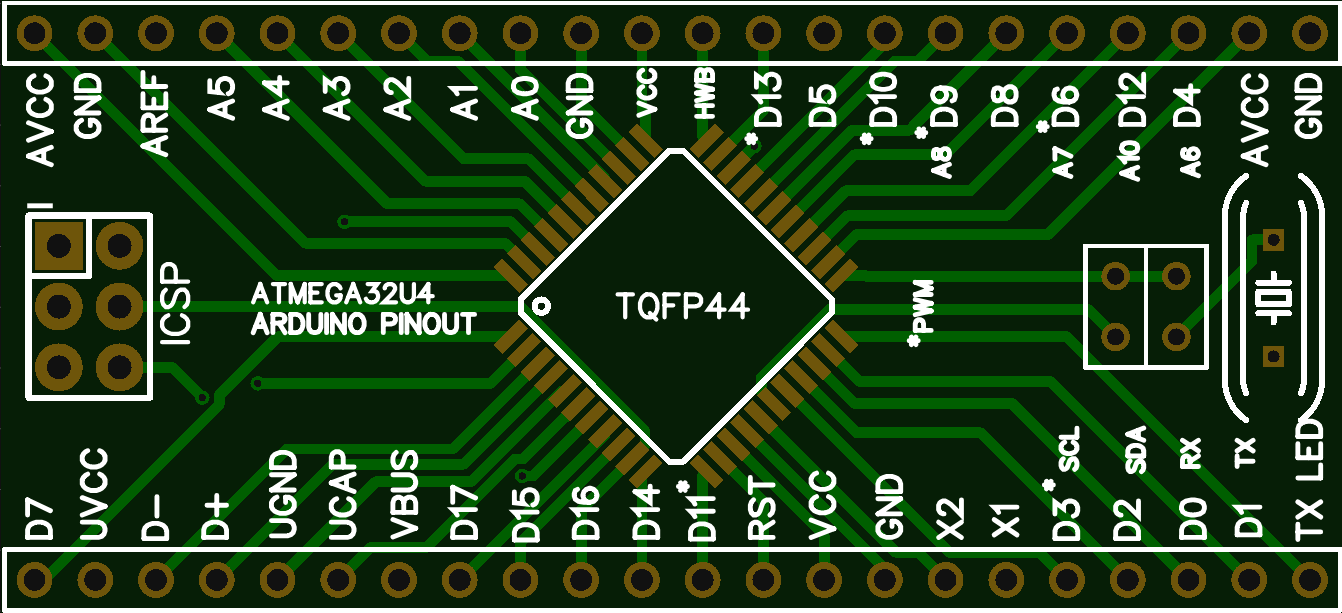 AVCC GND AREF A5 A4 A3 A2 A1 A0 GND VCC HWB *D13 D5 *D10 *D9 D8 *D6 D12 D4 AVCC GND
A8 A7 A10 A6
1
ICSP
ATMEGA32U4
ARDUINO PINOUT
TQFP44
*PWM
SCL SDA RX TX
D7 UVCC D- D+ UGND UCAP VBUS D17 D15 D16 D14 *D11 RST VCC GND X2 X1 *D3 D2 D0 D1 TX LED